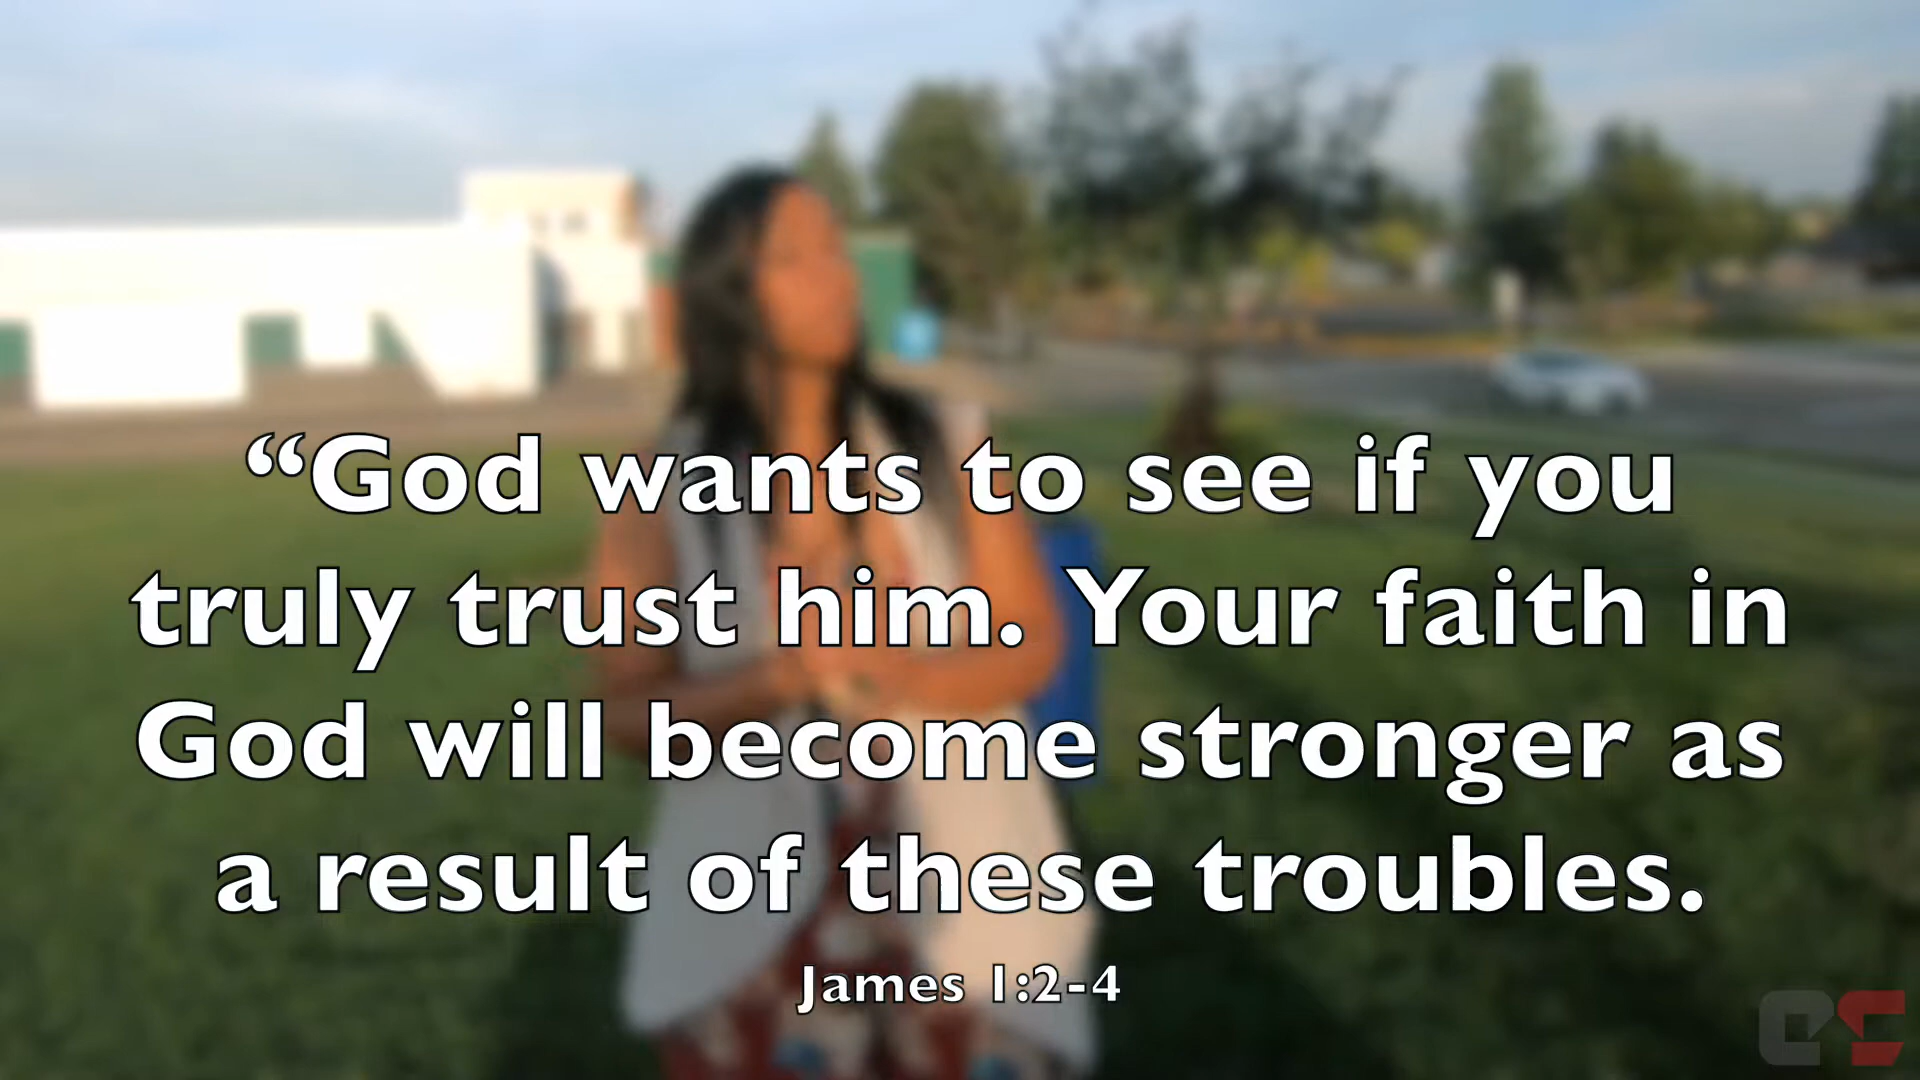 “God wants to see if you
truly trust him. Your faith in
God will become stronger as
a result of these troubles.
James 1:2-4
es